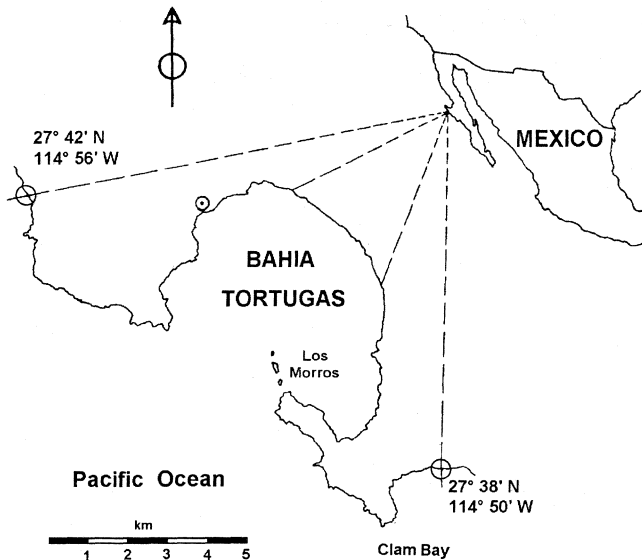 27° 42' N
114° 56' W
MEXICO
BAHIA
TORTUGAS
Los
Morros
Pacific Ocean
27° 38' N
114° 50' W
km
1 2 3 4 5
Clam Bay